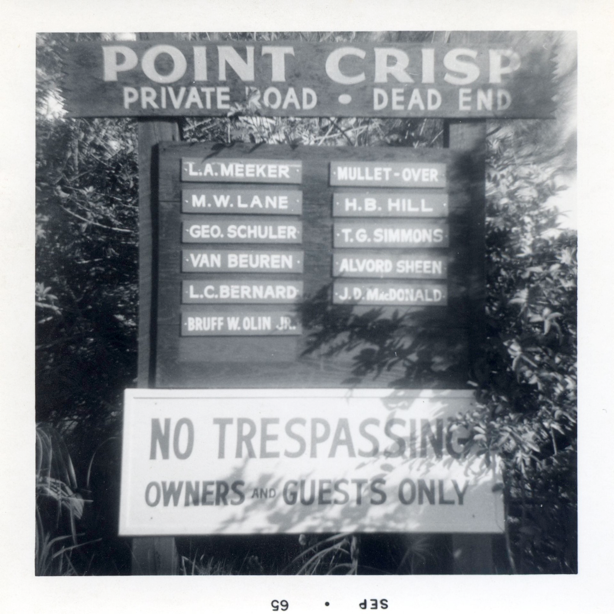 POINT CRISP
PRIVATE ROAD • DEAD END
L.A. MEEKER
M.W. LANE
GEO. SCHULER
VAN BEUREN
L.C. BERNARD
BRUFF W. OLIN JR.
MULLET-OVER
H.B. HILL
T.G. SIMMONS
ALVORD SHEEN
J.D. MacDONALD
NO TRESPASSING
OWNERS AND GUESTS ONLY
SEP • 65